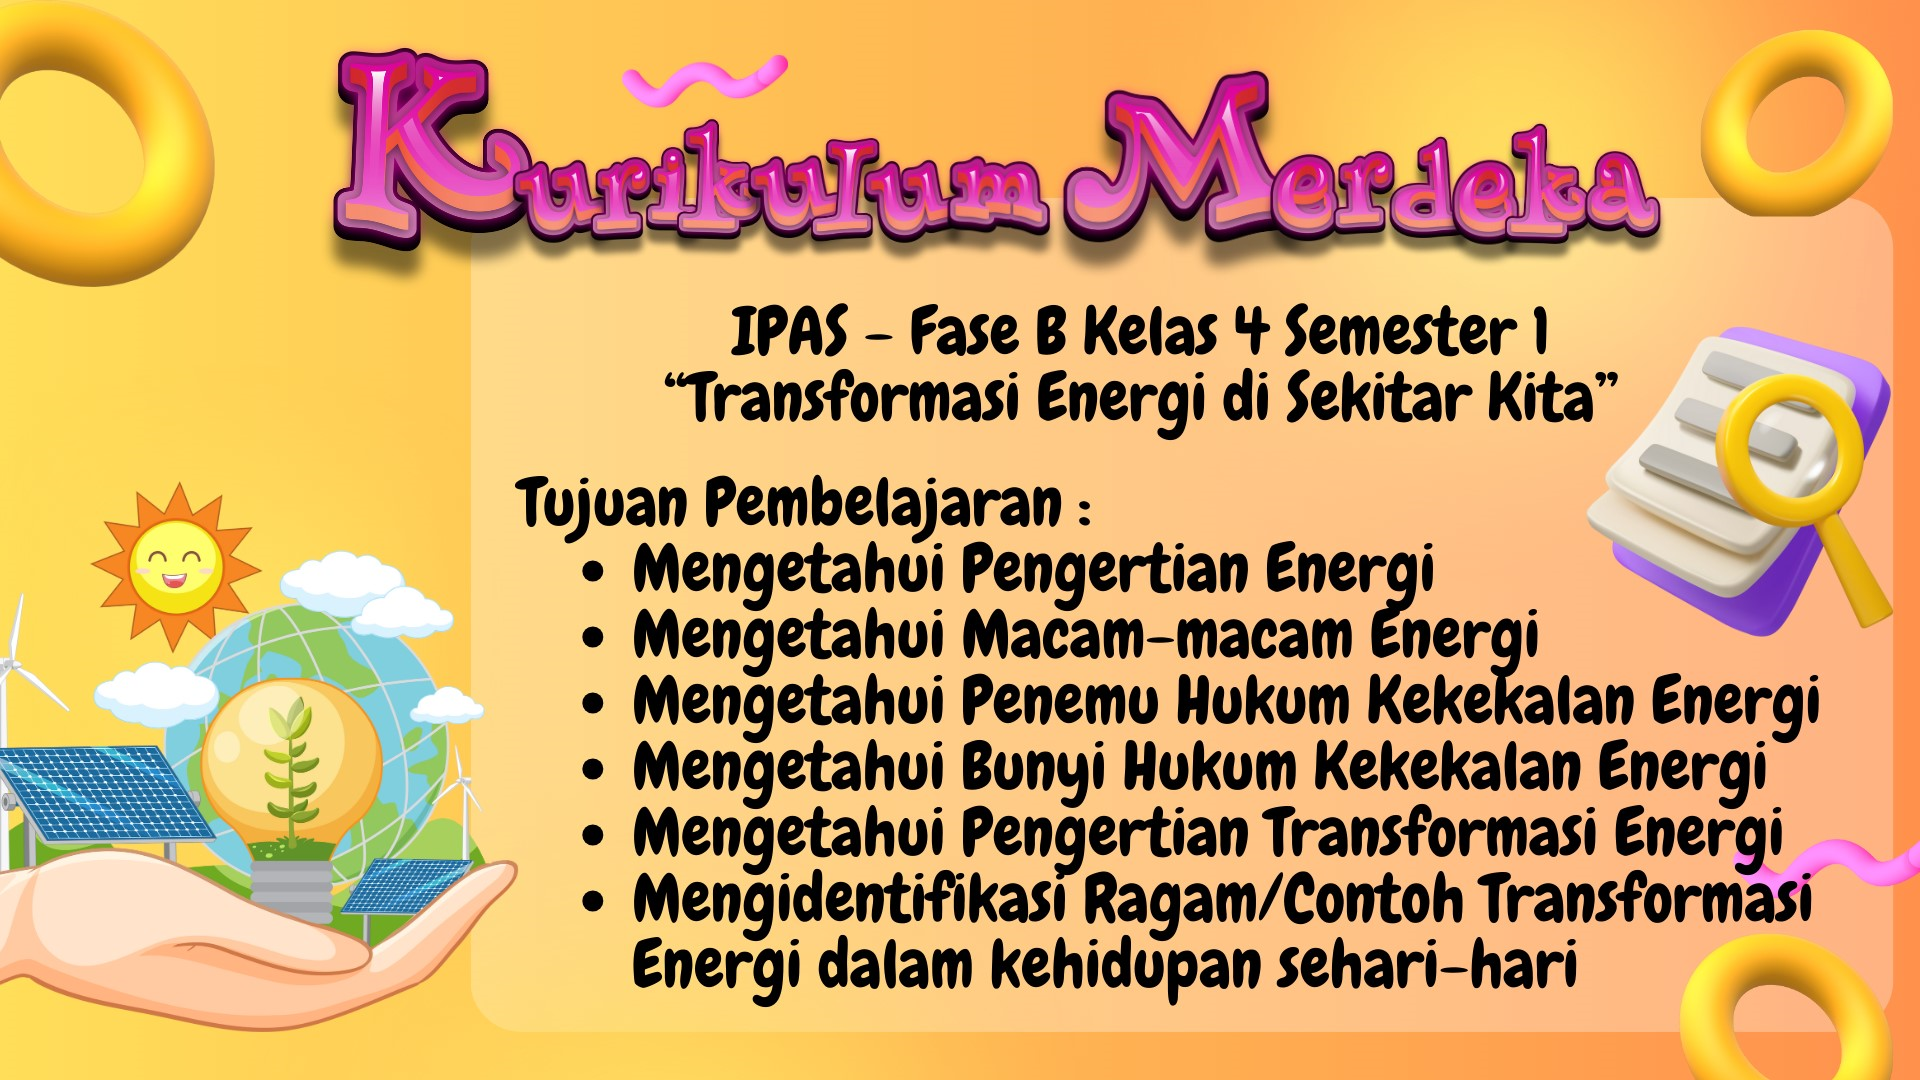 Kurikulum Merdeka
IPAS - Fase B Kelas 4 Semester 1
“Transformasi Energi di Sekitar Kita”
Tujuan Pembelajaran :
• Mengetahui Pengertian Energi
• Mengetahui Macam-macam Energi
• Mengetahui Penemu Hukum Kekekalan Energi
• Mengetahui Bunyi Hukum Kekekalan Energi
• Mengetahui Pengertian Transformasi Energi
• Mengidentifikasi Ragam/Contoh Transformasi
Energi dalam kehidupan sehari-hari